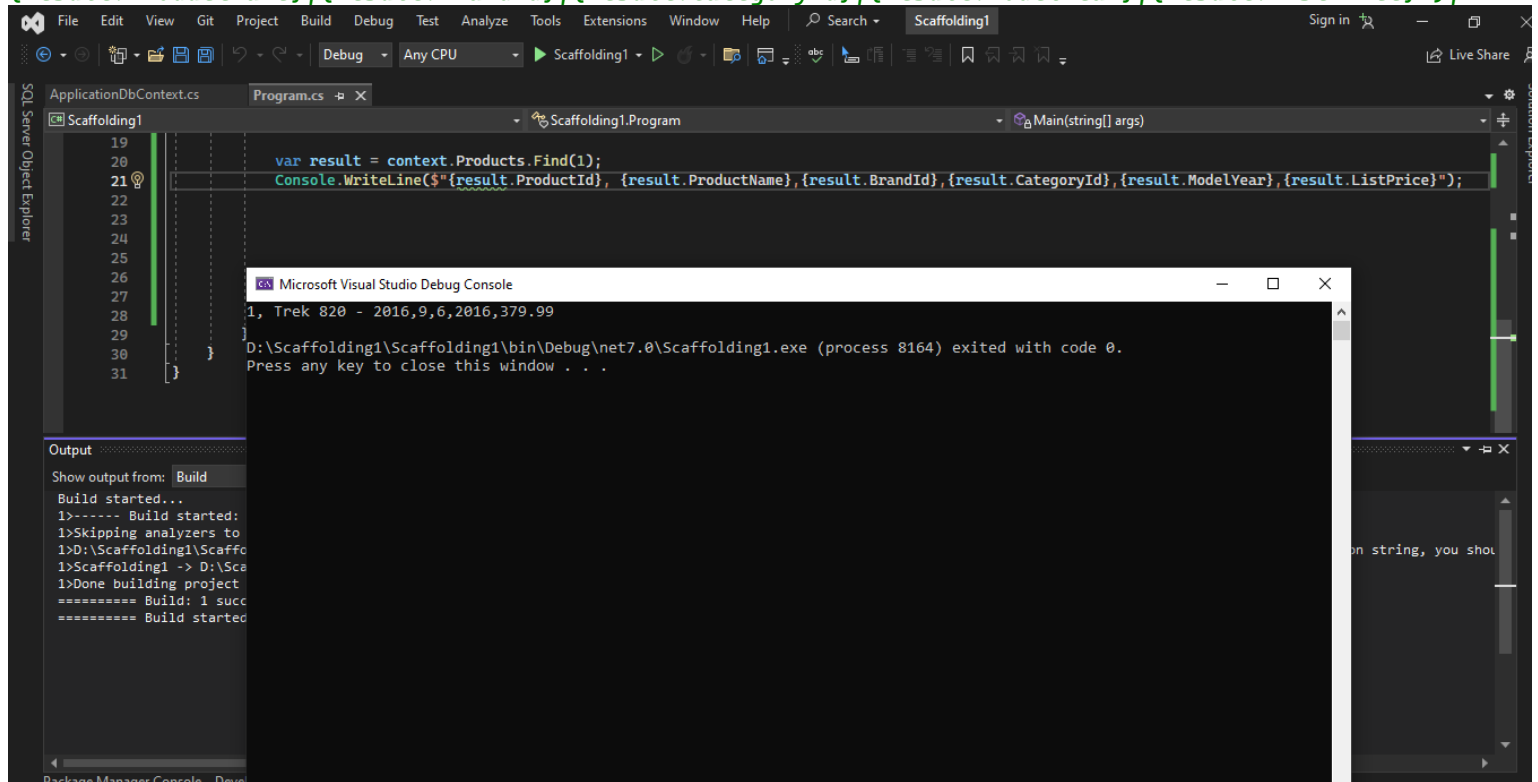 File Edit View Git Project Build Debug Test Analyze Tools Extensions Window Help Search Scaffolding1 Sign in
Debug Any CPU Scaffolding1 abc Live Share
SQL Server Object Explorer
ApplicationDbContext.cs Program.cs
C# Scaffolding1 Scaffolding1.Program Main(string[] args)
19
20 var result = context.Products.Find(1);
21 Console.WriteLine($"{result.ProductId}, {result.ProductName},{result.BrandId},{result.CategoryId},{result.ModelYear},{result.ListPrice}");
22
23
24
25
26
27
28
29 }
30 }
31 }
Microsoft Visual Studio Debug Console
1, Trek 820 - 2016,9,6,2016,379.99
D:\Scaffolding1\Scaffolding1\bin\Debug\net7.0\Scaffolding1.exe (process 8164) exited with code 0.
Press any key to close this window . . .
Output
Show output from: Build
Build started...
1>------ Build started:
1>Skipping analyzers to
1>D:\Scaffolding1\Scaffo on string, you shou
1>Scaffolding1 -> D:\Sca
1>Done building project
========== Build: 1 succ
========== Build started
Package Manager Console